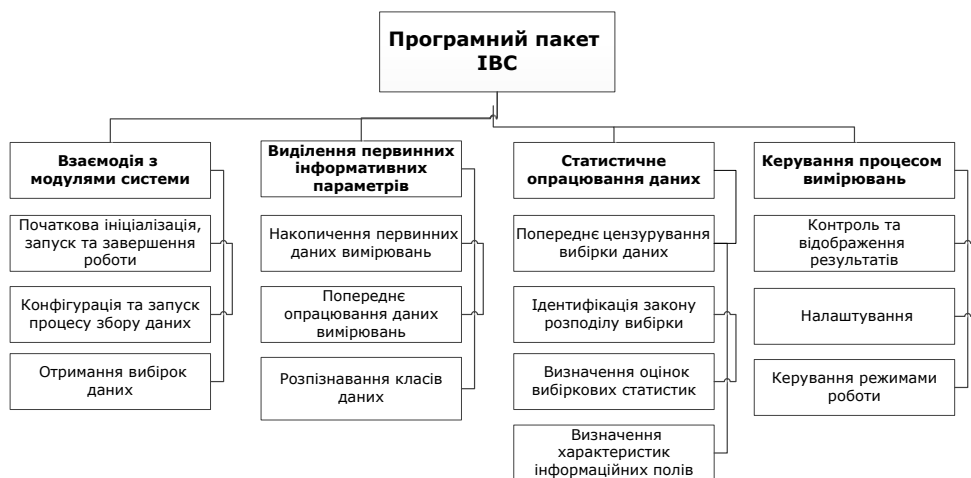 Програмний пакет
ІВС
Взаємодія з
модулями системи
Початкова ініціалізація,
запуск та завершення
роботи
Конфігурація та запуск
процесу збору даних
Отримання вибірок
даних
Виділення первинних
інформативних
параметрів
Накопичення первинних
даних вимірювань
Попереднє
опрацювання даних
вимірювань
Розпізнавання класів
даних
Статистичне
опрацювання даних
Попереднє цензурування
вибірки даних
Ідентифікація закону
розподілу вибірки
Визначення оцінок
вибіркових статистик
Визначення
характеристик
інформаційних полів
Керування процесом
вимірювань
Контроль та
відображення
результатів
Налаштування
Керування режимами
роботи